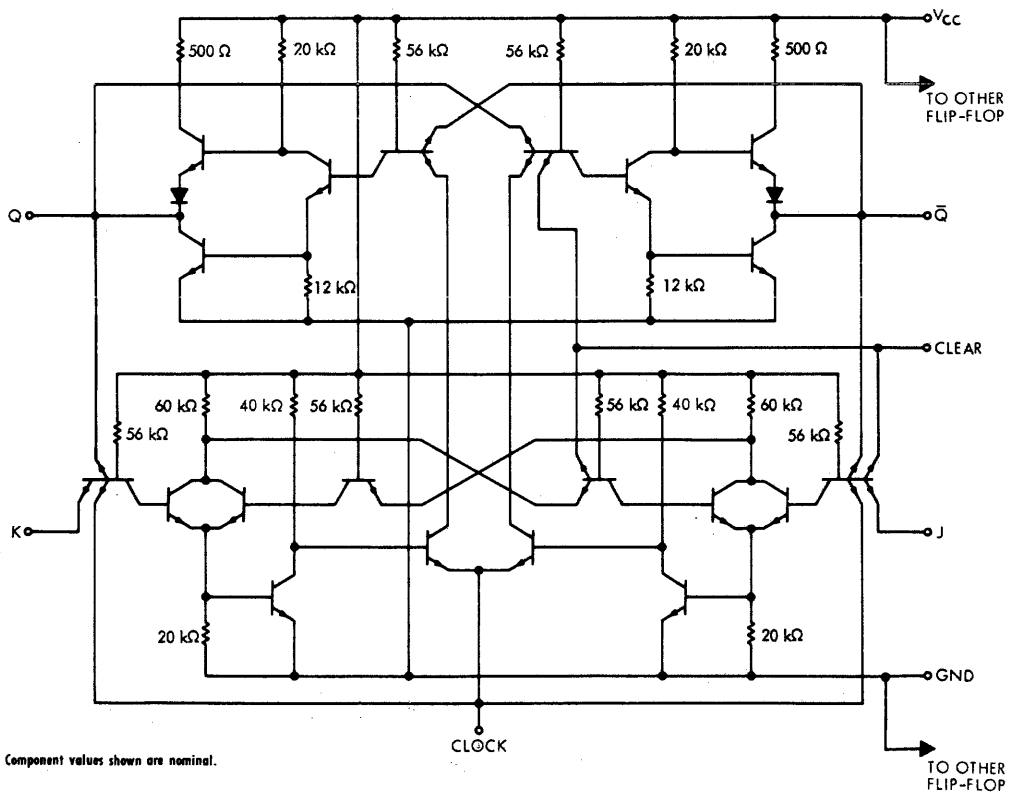 VCC
500 Ω
20 kΩ
56 kΩ
56 kΩ
20 kΩ
500 Ω
TO OTHER
FLIP-FLOP
Q
Q̄
12 kΩ
12 kΩ
CLEAR
60 kΩ
40 kΩ
56 kΩ
56 kΩ
40 kΩ
60 kΩ
56 kΩ
56 kΩ
K
J
20 kΩ
20 kΩ
GND
CLOCK
Component values shown are nominal.
TO OTHER
FLIP-FLOP